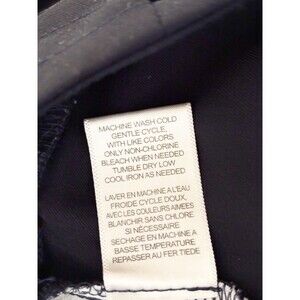 MACHINE WASH COLD
GENTLE CYCLE,
WITH LIKE COLORS
ONLY NON-CHLORINE
BLEACH WHEN NEEDED
TUMBLE DRY LOW
COOL IRON AS NEEDED
LAVER EN MACHINE A L'EAU
FROIDE CYCLE DOUX,
AVEC LES COULEURS AIMEES
BLANCHIR SANS CHLORE
SI NÉCESSAIRE
SECHAGE EN MACHINE A
BASSE TEMPERATURE
REPASSER AU FER TIEDE